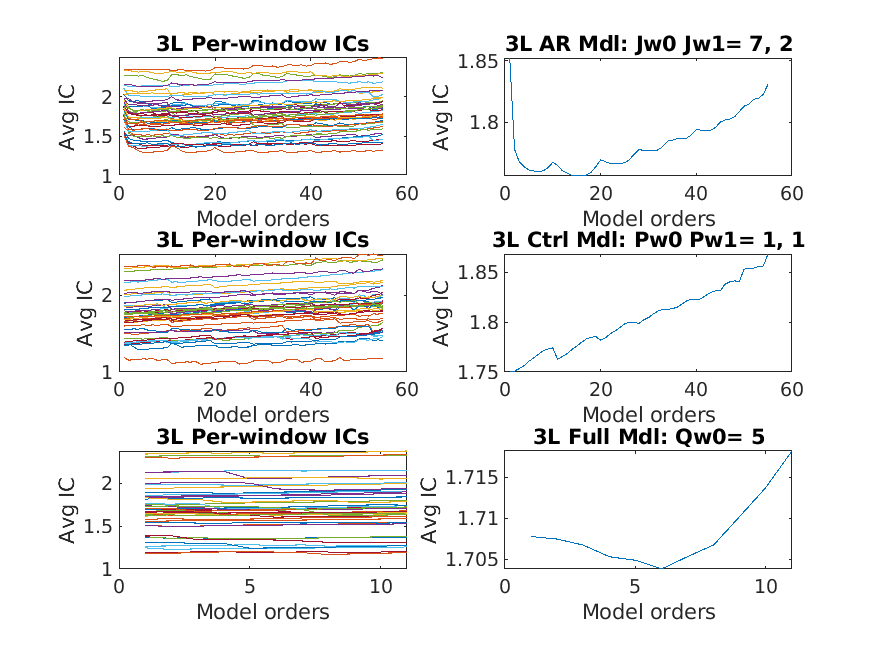 3L Per-window ICs
Avg IC
2
1.5
1
0 20 40 60
Model orders
3L AR Mdl: Jw0 Jw1= 7, 2
Avg IC
1.85
1.8
0 20 40 60
Model orders
3L Per-window ICs
Avg IC
2
1
0 20 40 60
Model orders
3L Ctrl Mdl: Pw0 Pw1= 1, 1
Avg IC
1.85
1.8
1.75
0 20 40 60
Model orders
3L Per-window ICs
Avg IC
2
1.5
1
0 5 10
Model orders
3L Full Mdl: Qw0= 5
Avg IC
1.715
1.71
1.705
0 5 10
Model orders